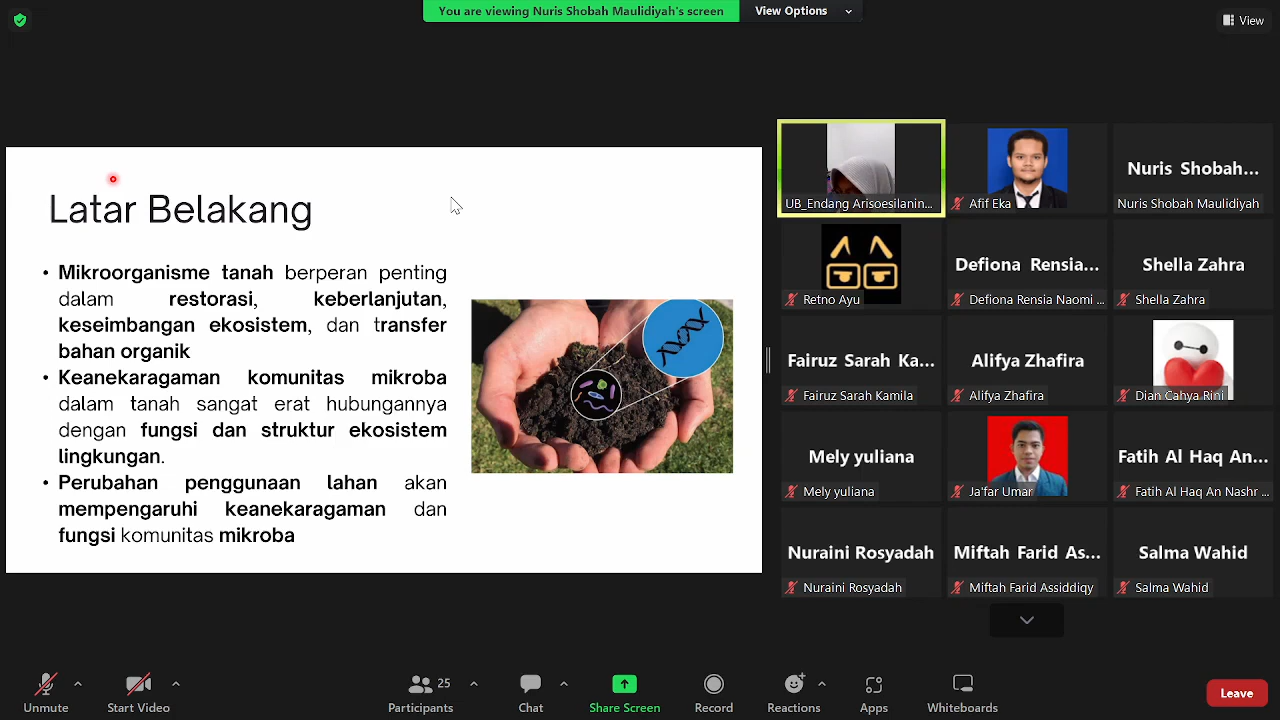 You are viewing Nuris Shobah Maulidiyah's screen
View Options
View
Latar Belakang
• Mikroorganisme tanah berperan penting
dalam restorasi, keberlanjutan,
keseimbangan ekosistem, dan transfer
bahan organik
• Keanekaragaman komunitas mikroba
dalam tanah sangat erat hubungannya
dengan fungsi dan struktur ekosistem
lingkungan.
• Perubahan penggunaan lahan akan
mempengaruhi keanekaragaman dan
fungsi komunitas mikroba
UB_Endang Arisoesilanin...
Afif Eka
Nuris Shobah...
Nuris Shobah Maulidiyah
Retno Ayu
Defiona Rensia...
Defiona Rensia Naomi ...
Shella Zahra
Shella Zahra
Fairuz Sarah Ka...
Fairuz Sarah Kamila
Alifya Zhafira
Alifya Zhafira
Dian Cahya Rini
Mely yuliana
Mely yuliana
Ja'far Umar
Fatih Al Haq An...
Fatih Al Haq An Nashr ...
Nuraini Rosyadah
Nuraini Rosyadah
Miftah Farid As...
Miftah Farid Assiddiqy
Salma Wahid
Salma Wahid
Unmute
Start Video
25
Participants
Chat
Share Screen
Record
Reactions
Apps
Whiteboards
Leave